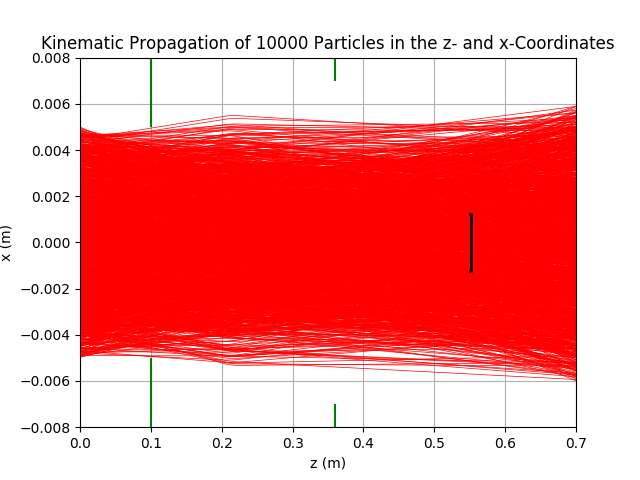 Kinematic Propagation of 10000 Particles in the z- and x-Coordinates
0.008
0.006
0.004
0.002
0.000
−0.002
−0.004
−0.006
−0.008
x (m)
0.0 0.1 0.2 0.3 0.4 0.5 0.6 0.7
z (m)